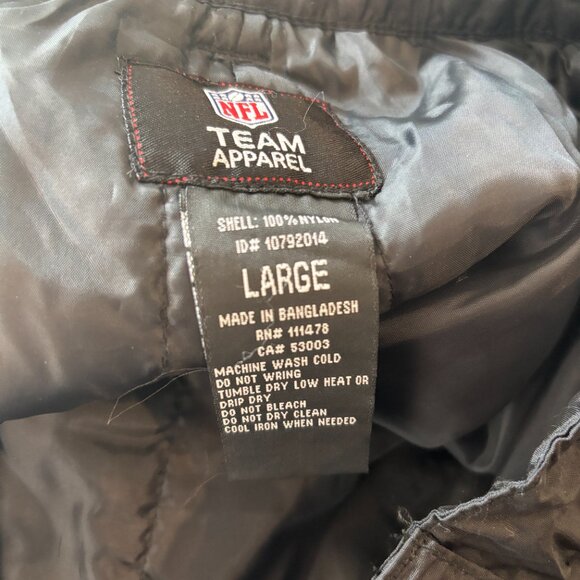 NFL
TEAM
APPAREL
SHELL: 100% NYLON
ID# 10792014
LARGE
MADE IN BANGLADESH
RN# 111478
CA# 53003
MACHINE WASH COLD
DO NOT WRING
TUMBLE DRY LOW HEAT OR
DRIP DRY
DO NOT BLEACH
DO NOT DRY CLEAN
COOL IRON WHEN NEEDED